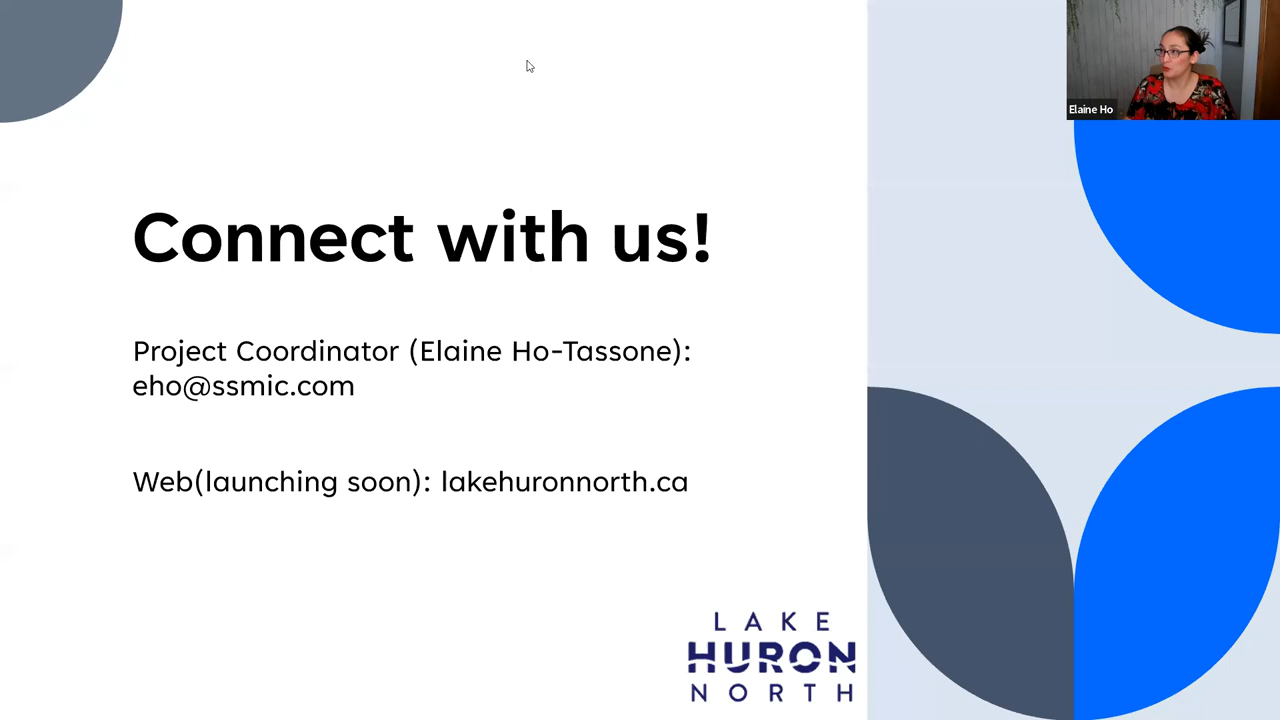 Elaine Ho
Connect with us!
Project Coordinator (Elaine Ho-Tassone):
eho@ssmic.com
Web(launching soon): lakehuronnorth.ca
LAKE
HURON
NORTH